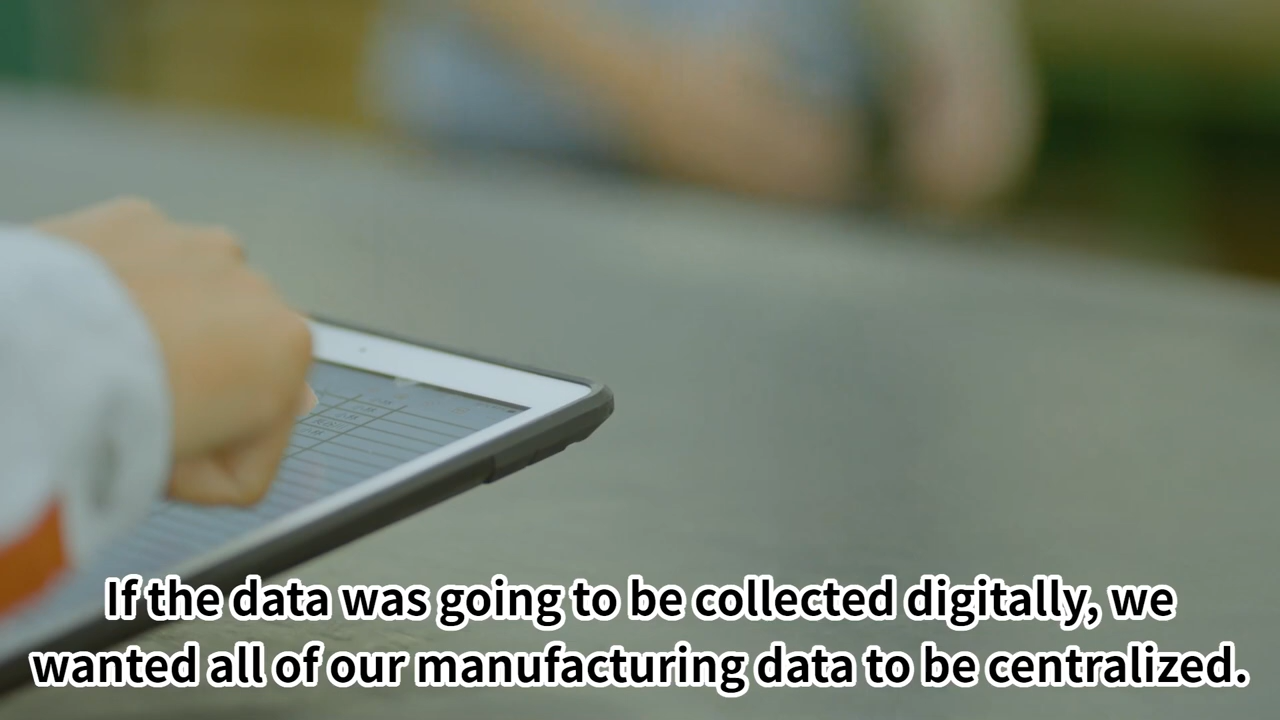 If the data was going to be collected digitally, we
wanted all of our manufacturing data to be centralized.